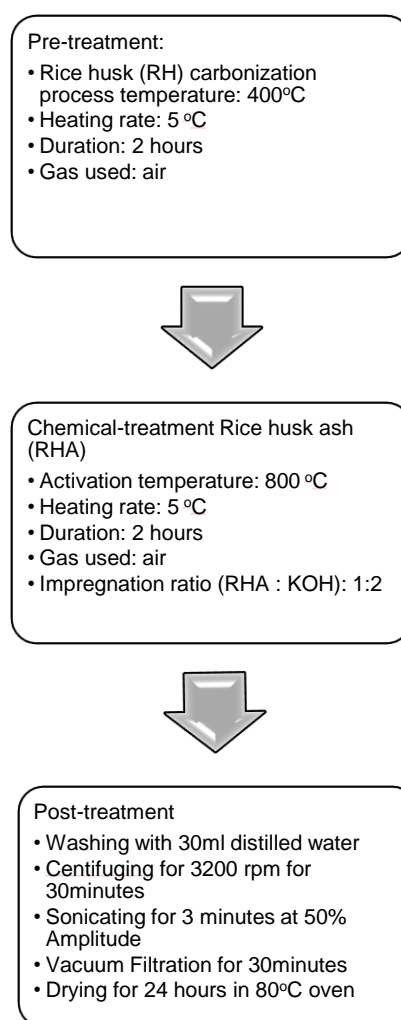 Pre-treatment:
• Rice husk (RH) carbonization
process temperature: 400ºC
• Heating rate: 5 ºC
• Duration: 2 hours
• Gas used: air
Chemical-treatment Rice husk ash
(RHA)
• Activation temperature: 800 ºC
• Heating rate: 5 ºC
• Duration: 2 hours
• Gas used: air
• Impregnation ratio (RHA : KOH): 1:2
Post-treatment
• Washing with 30ml distilled water
• Centifuging for 3200 rpm for
30minutes
• Sonicating for 3 minutes at 50%
Amplitude
• Vacuum Filtration for 30minutes
• Drying for 24 hours in 80ºC oven